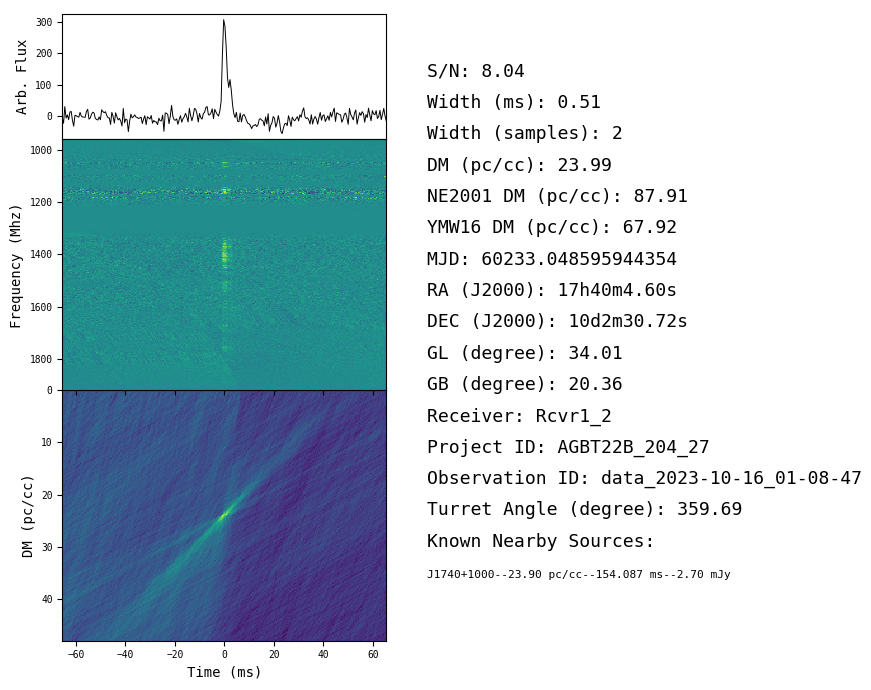 300
200
100
0
Arb. Flux
1000
1200
1400
1600
1800
Frequency (Mhz)
0
10
20
30
40
DM (pc/cc)
−60
−40
−20
0
20
40
60
Time (ms)
S/N: 8.04
Width (ms): 0.51
Width (samples): 2
DM (pc/cc): 23.99
NE2001 DM (pc/cc): 87.91
YMW16 DM (pc/cc): 67.92
MJD: 60233.048595944354
RA (J2000): 17h40m4.60s
DEC (J2000): 10d2m30.72s
GL (degree): 34.01
GB (degree): 20.36
Receiver: Rcvr1_2
Project ID: AGBT22B_204_27
Observation ID: data_2023-10-16_01-08-47
Turret Angle (degree): 359.69
Known Nearby Sources:
J1740+1000--23.90 pc/cc--154.087 ms--2.70 mJy